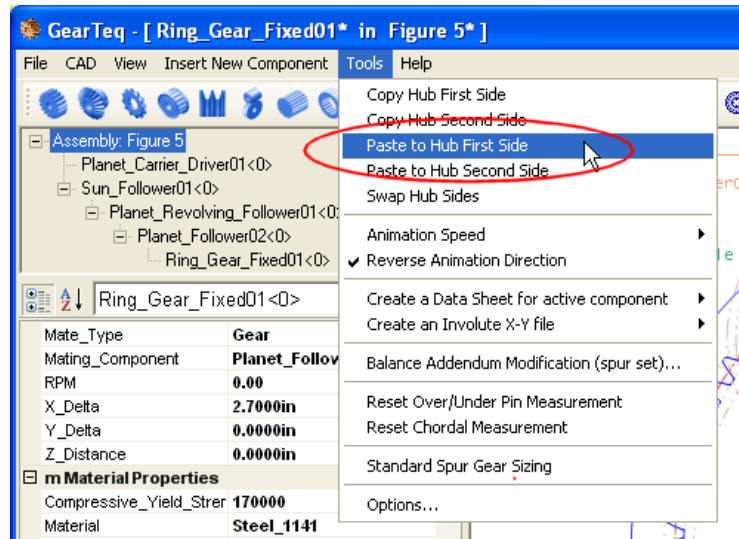 GearTeq - [ Ring_Gear_Fixed01* in Figure 5* ]
File CAD View Insert New Component Tools Help
Copy Hub First Side
Copy Hub Second Side
Paste to Hub First Side
Paste to Hub Second Side
Swap Hub Sides
Animation Speed
Reverse Animation Direction
Create a Data Sheet for active component
Create an Involute X-Y file
Balance Addendum Modification (spur set)...
Reset Over/Under Pin Measurement
Reset Chordal Measurement
Standard Spur Gear Sizing
Options...
Assembly: Figure 5
Planet_Carrier_Driver01<0>
Sun_Follower01<0>
Planet_Revolving_Follower01<0
Planet_Follower02<0>
Ring_Gear_Fixed01<0>
Ring_Gear_Fixed01<0>
Mate_Type Gear
Mating_Component Planet_Follow
RPM 0.00
X_Delta 2.7000in
Y_Delta 0.0000in
Z_Distance 0.0000in
m Material Properties
Compressive_Yield_Strer 170000
Material Steel_1141